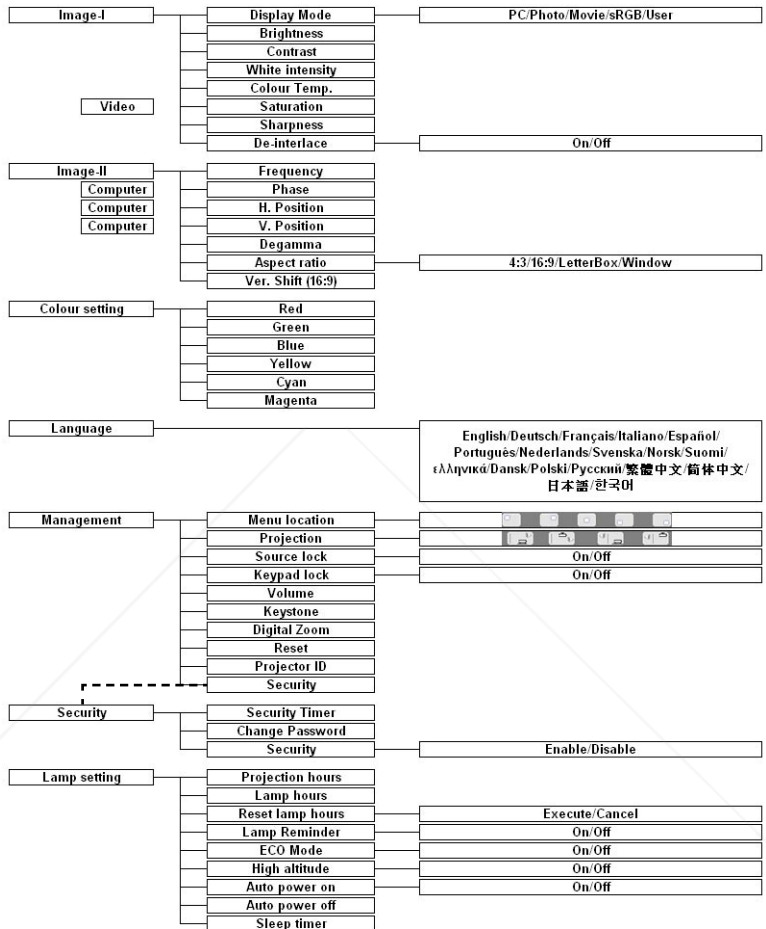 Image-I Display Mode PC/Photo/Movie/sRGB/User
Brightness
Contrast
White intensity
Colour Temp.
Video Saturation
Sharpness
De-interlace On/Off
Image-II Frequency
Computer Phase
Computer H. Position
Computer V. Position
Degamma
Aspect ratio 4:3/16:9/LetterBox/Window
Ver. Shift (16:9)
Colour setting Red
Green
Blue
Yellow
Cyan
Magenta
Language
English/Deutsch/Français/Italiano/Español/
Português/Nederlands/Svenska/Norsk/Suomi/
ελληνικά/Dansk/Polski/Русский/繁體中文/简体中文/
日本語/한국어
Management Menu location
Projection
Source lock On/Off
Keypad lock On/Off
Volume
Keystone
Digital Zoom
Reset
Projector ID
Security
Security Security Timer
Change Password
Security Enable/Disable
Lamp setting Projection hours
Lamp hours
Reset lamp hours Execute/Cancel
Lamp Reminder On/Off
ECO Mode On/Off
High altitude On/Off
Auto power on On/Off
Auto power off
Sleep timer